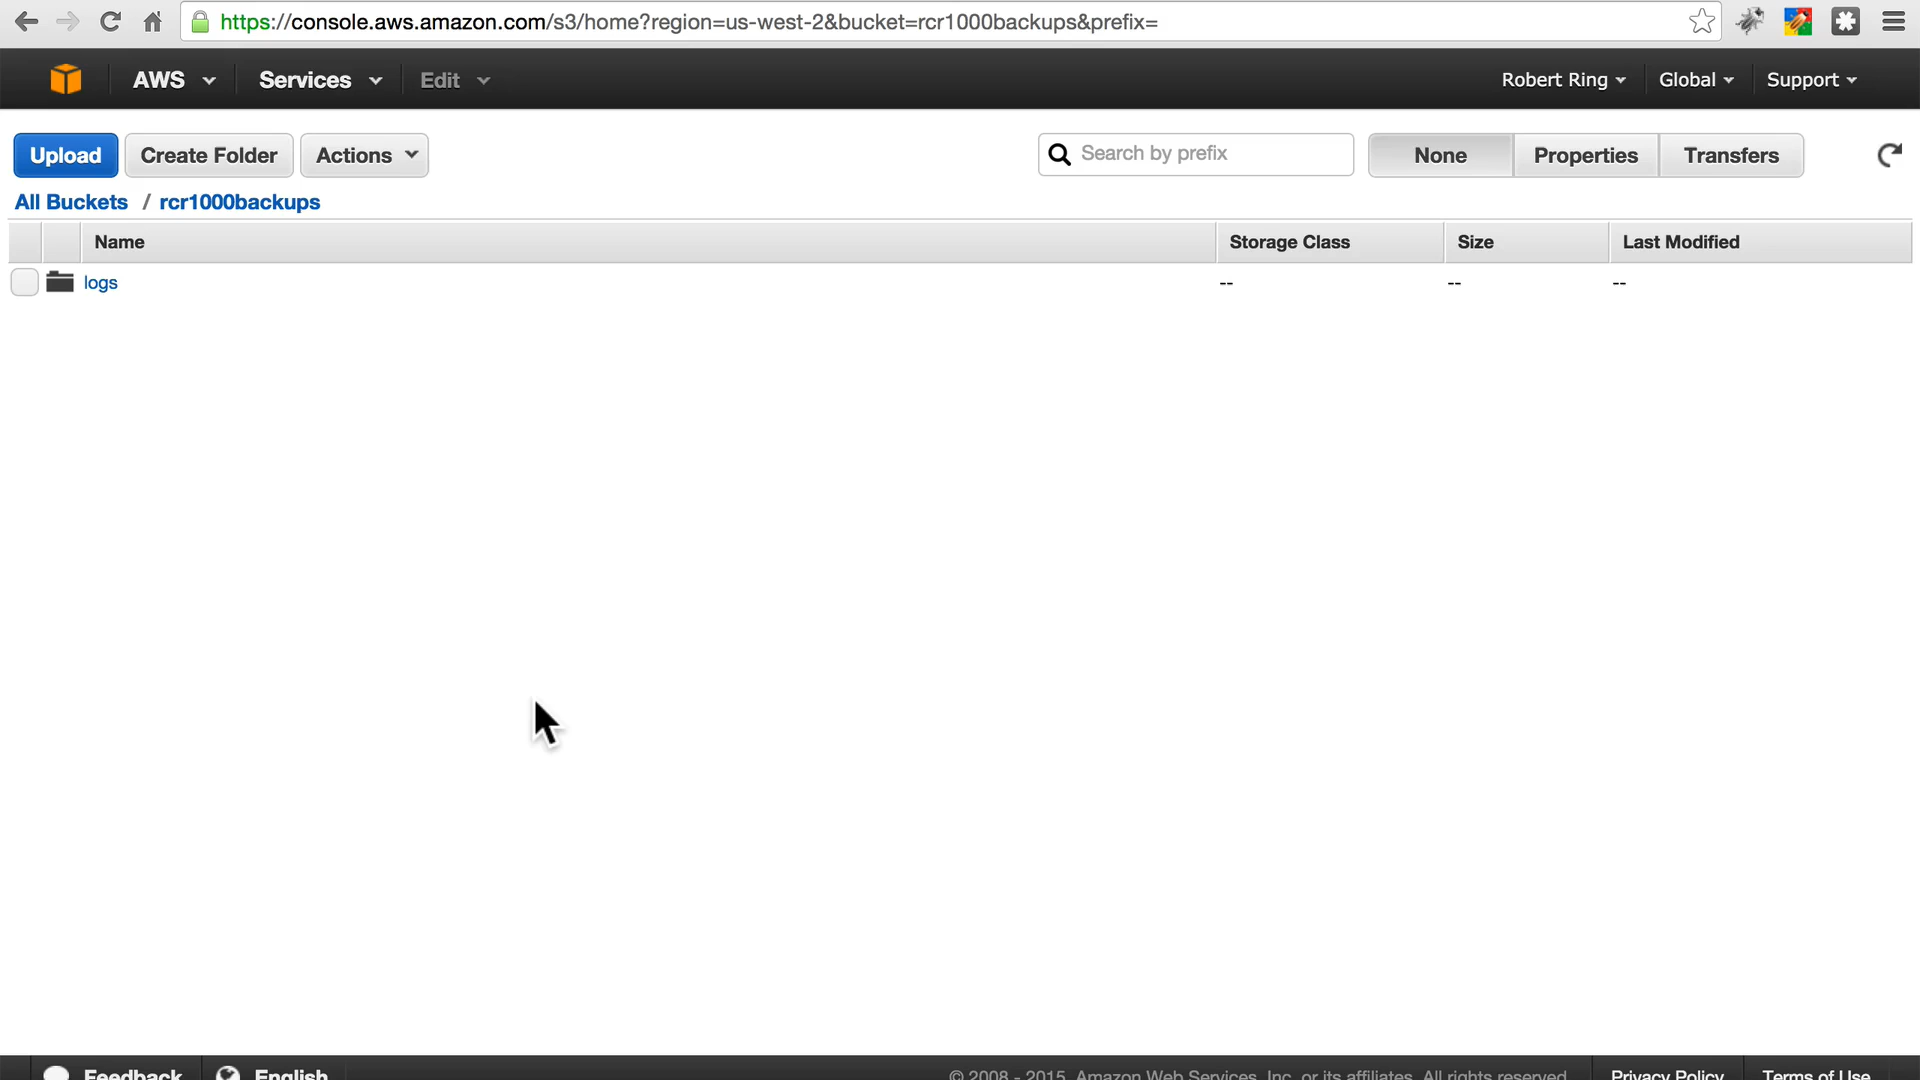 https://console.aws.amazon.com/s3/home?region=us-west-2&bucket=rcr1000backups&prefix=
AWS Services Edit Robert Ring Global Support
Upload Create Folder Actions Search by prefix None Properties Transfers
All Buckets / rcr1000backups
Name Storage Class Size Last Modified
logs -- -- --
Feedback English © 2008 - 2015, Amazon Web Services, Inc. or its affiliates. All rights reserved. Privacy Policy Terms of Use